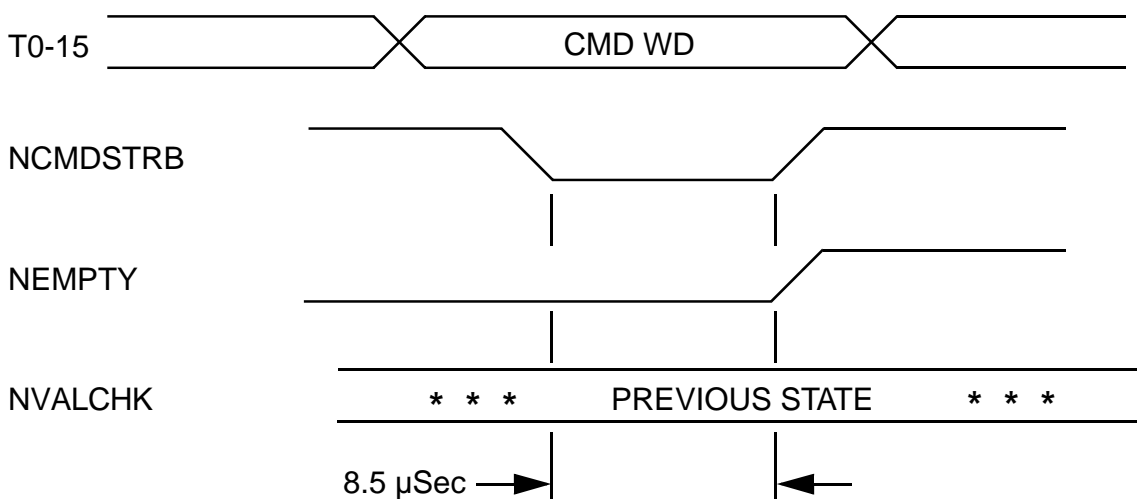 T0-15
CMD WD
NCMDSTRB
NEMPTY
NVALCHK
* * * PREVIOUS STATE * * *
8.5 µSec